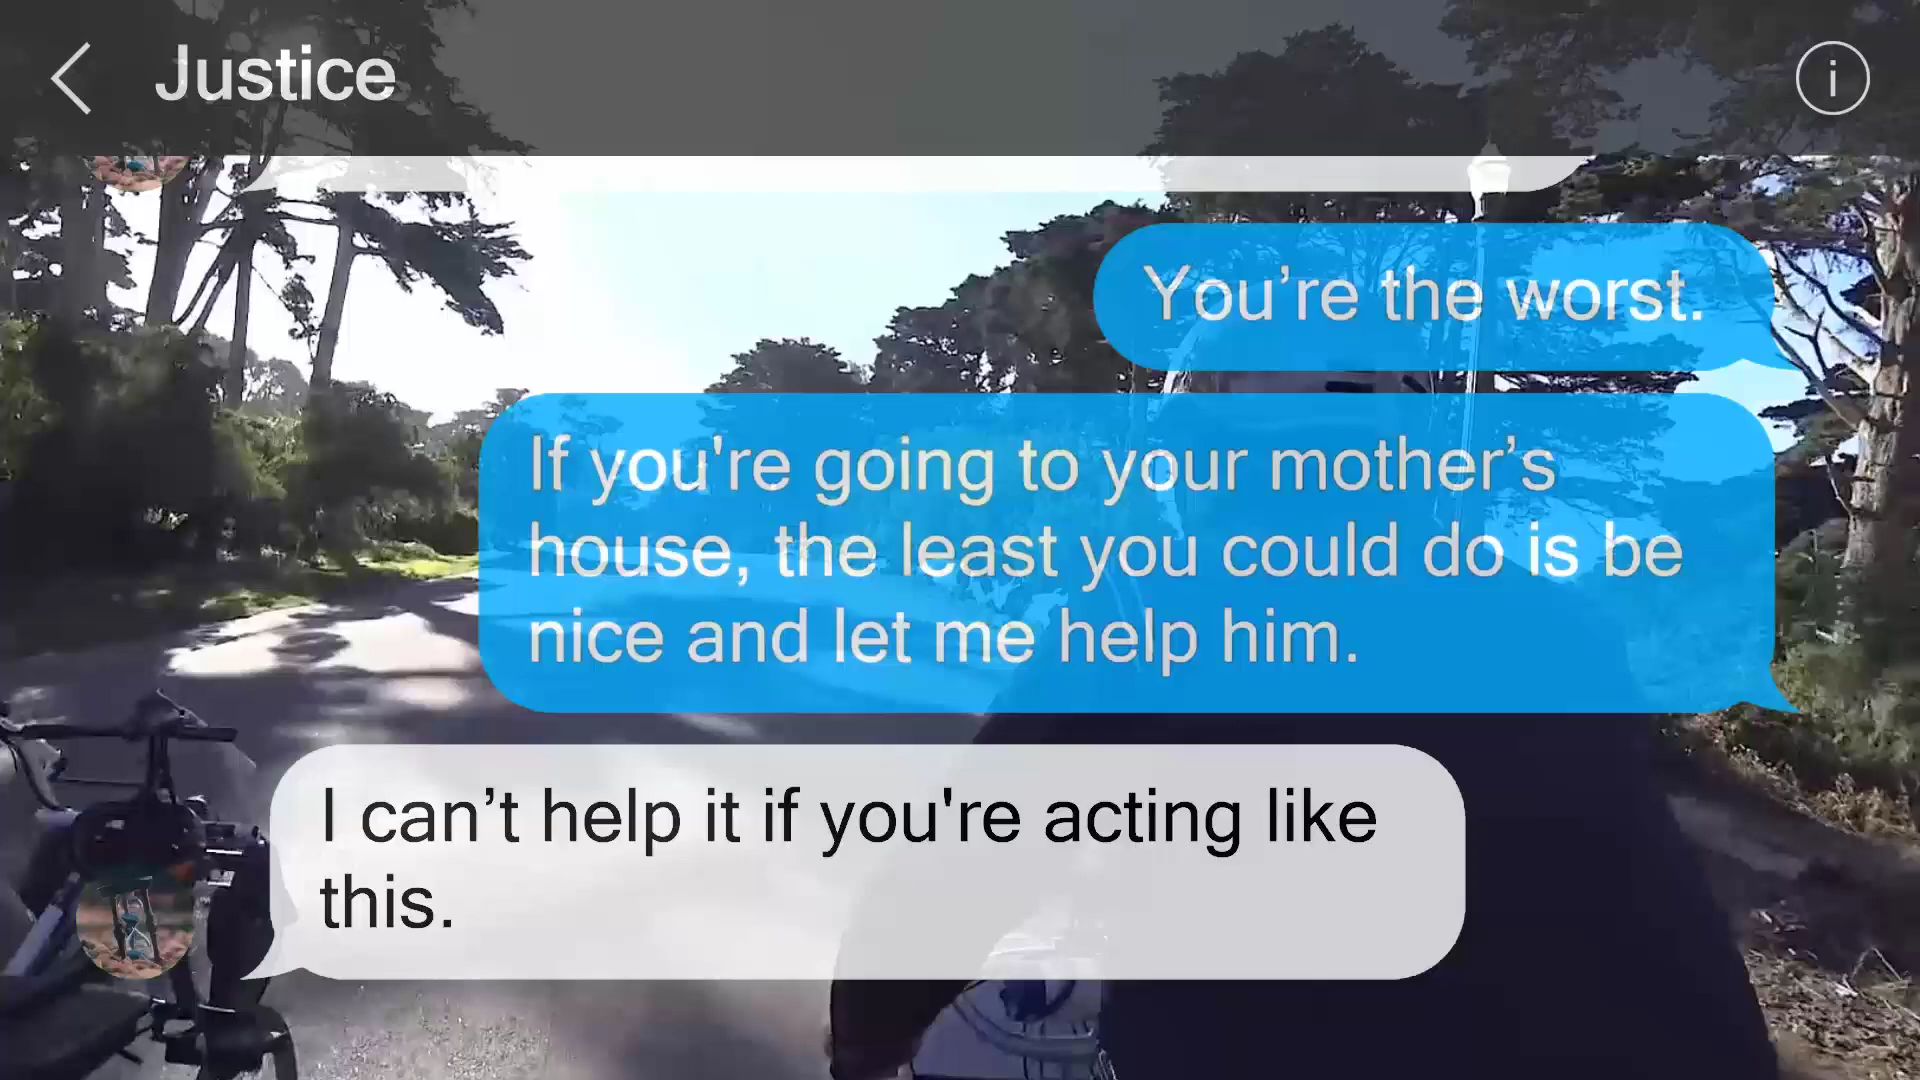 Justice
You’re the worst.
If you're going to your mother’s
house, the least you could do is be
nice and let me help him.
I can’t help it if you're acting like
this.